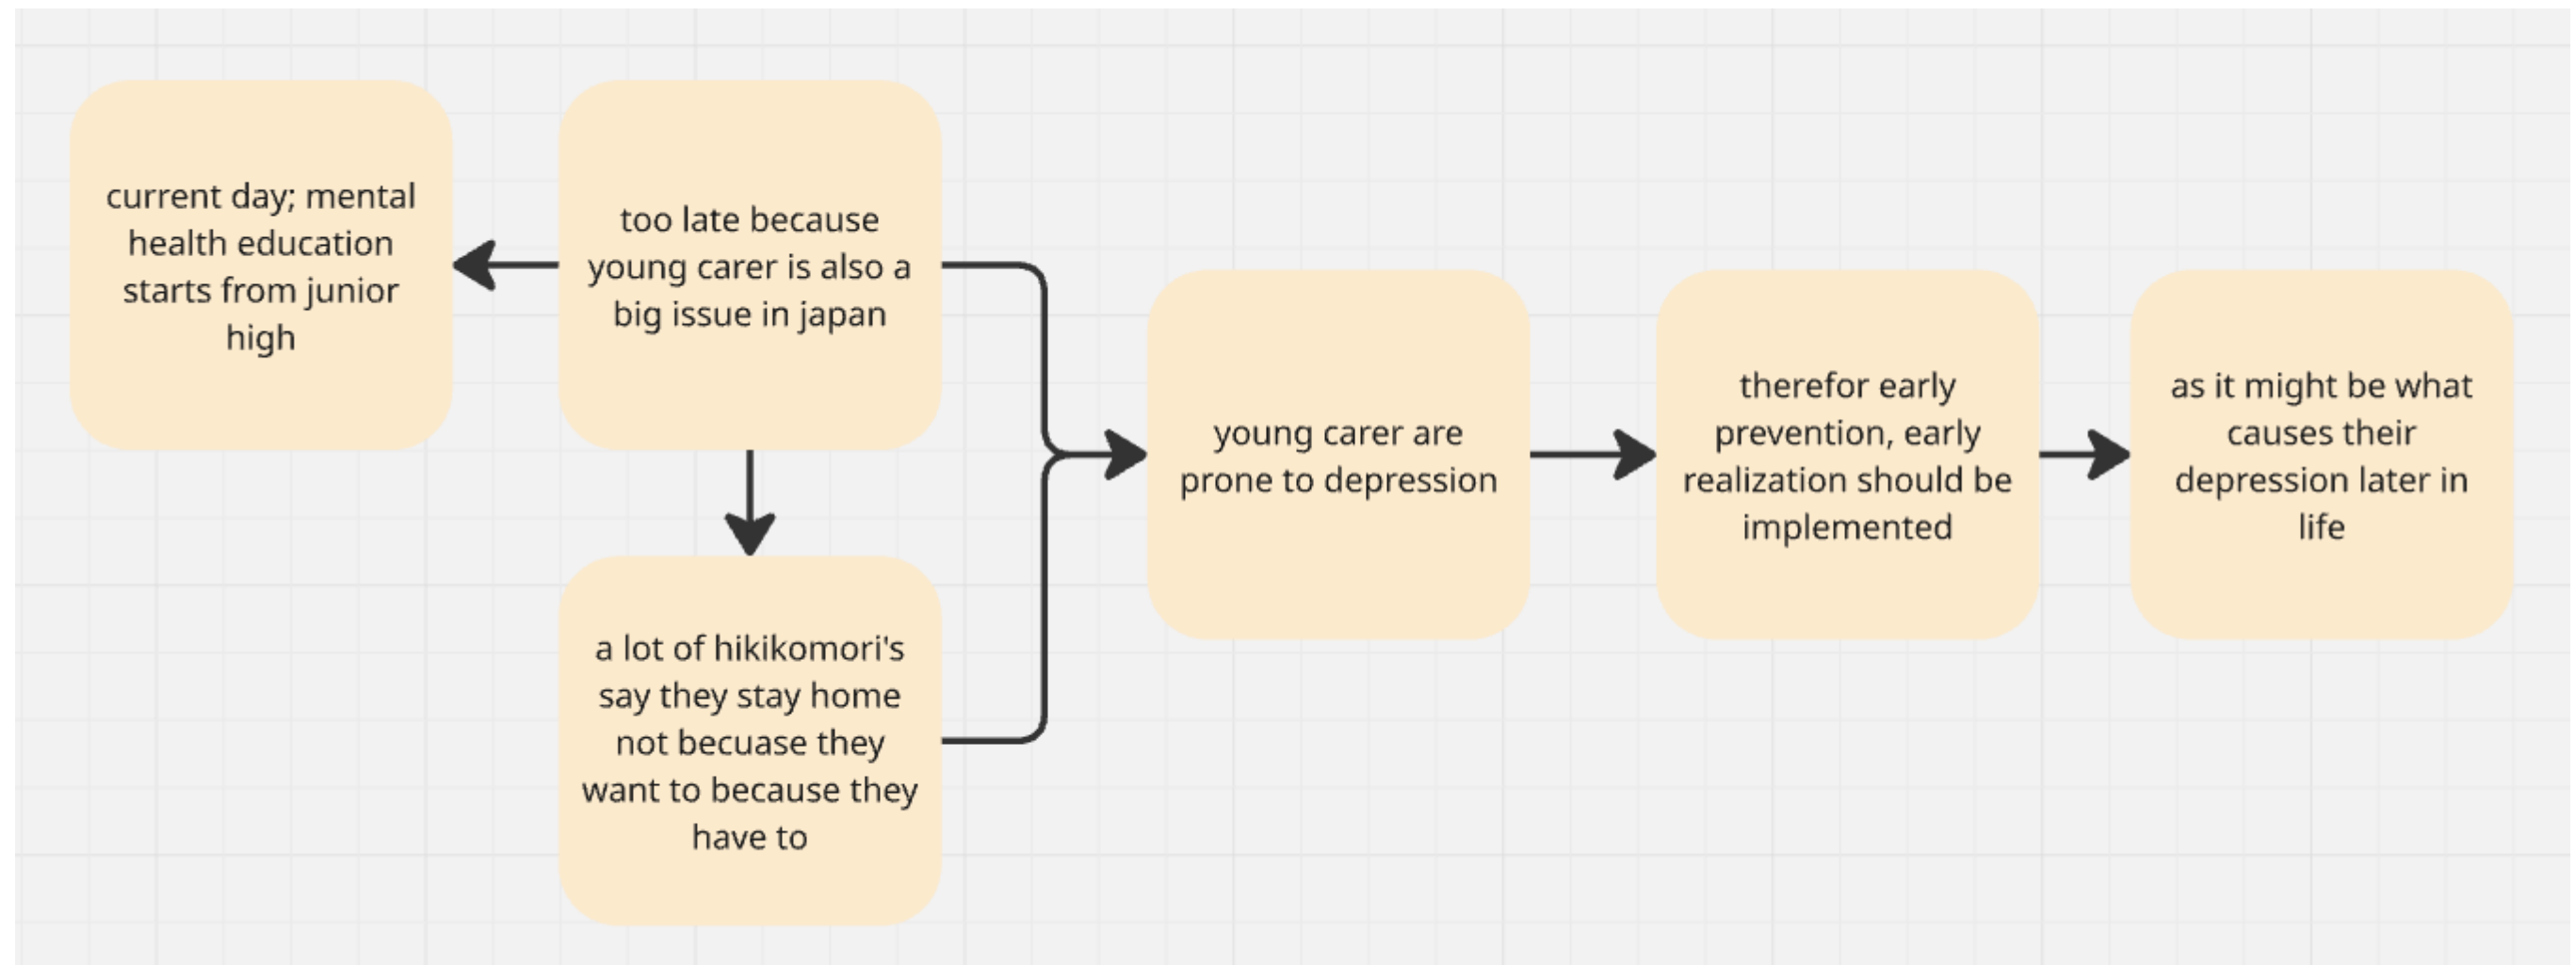 current day; mental
health education
starts from junior
high
too late because
young carer is also a
big issue in japan
a lot of hikikomori's
say they stay home
not becuase they
want to because they
have to
young carer are
prone to depression
therefor early
prevention, early
realization should be
implemented
as it might be what
causes their
depression later in
life